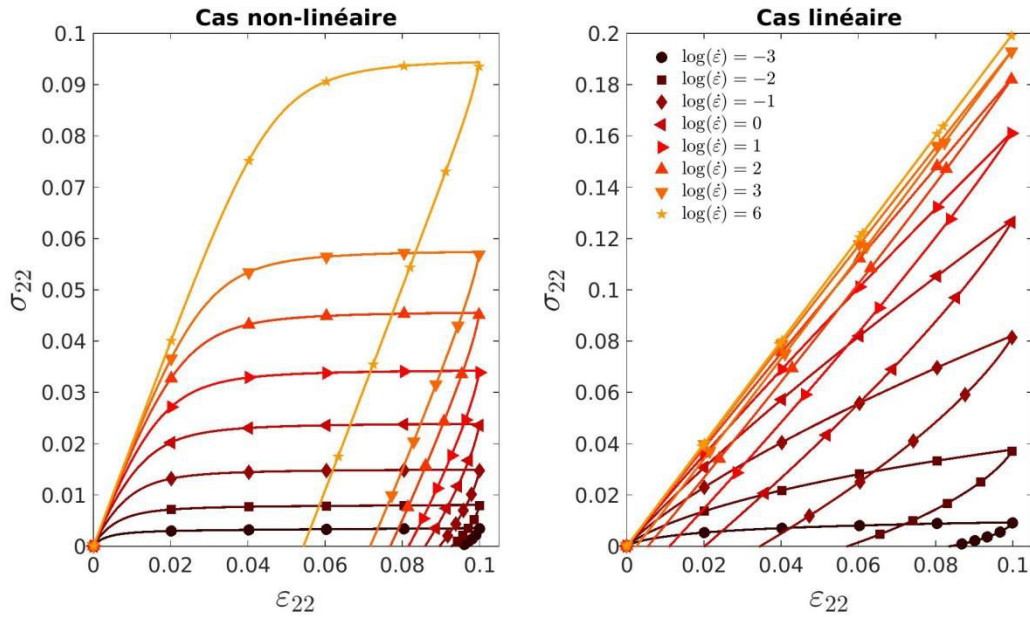 Cas non-linéaire
0.1
0.09
0.08
0.07
0.06
0.05
0.04
0.03
0.02
0.01
0
σ22
0 0.02 0.04 0.06 0.08 0.1
ε22
Cas linéaire
0.2
0.18
0.16
0.14
0.12
0.1
0.08
0.06
0.04
0.02
0
σ22
log(ε̇) = −3
log(ε̇) = −2
log(ε̇) = −1
log(ε̇) = 0
log(ε̇) = 1
log(ε̇) = 2
log(ε̇) = 3
log(ε̇) = 6
0 0.02 0.04 0.06 0.08 0.1
ε22